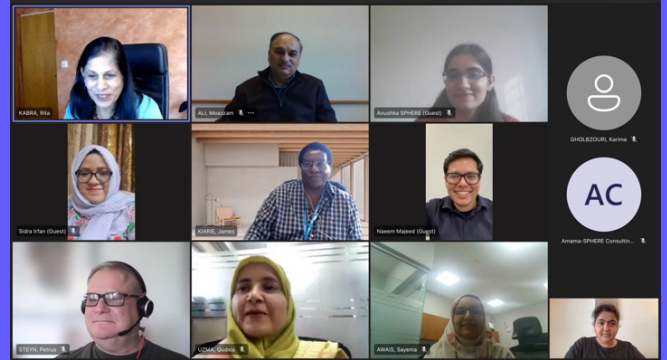 KABRA, Rita
ALI, Moazzam
Anushka SPHERE (Guest)
GHOLBZOURI, Karima
Sidra Irfan (Guest)
KIARIE, James
Naeem Majeed (Guest)
AC
Amama-SPHERE Consultin...
STEYN, Petrus
UZMA, Qudsia
AWAIS, Sayema